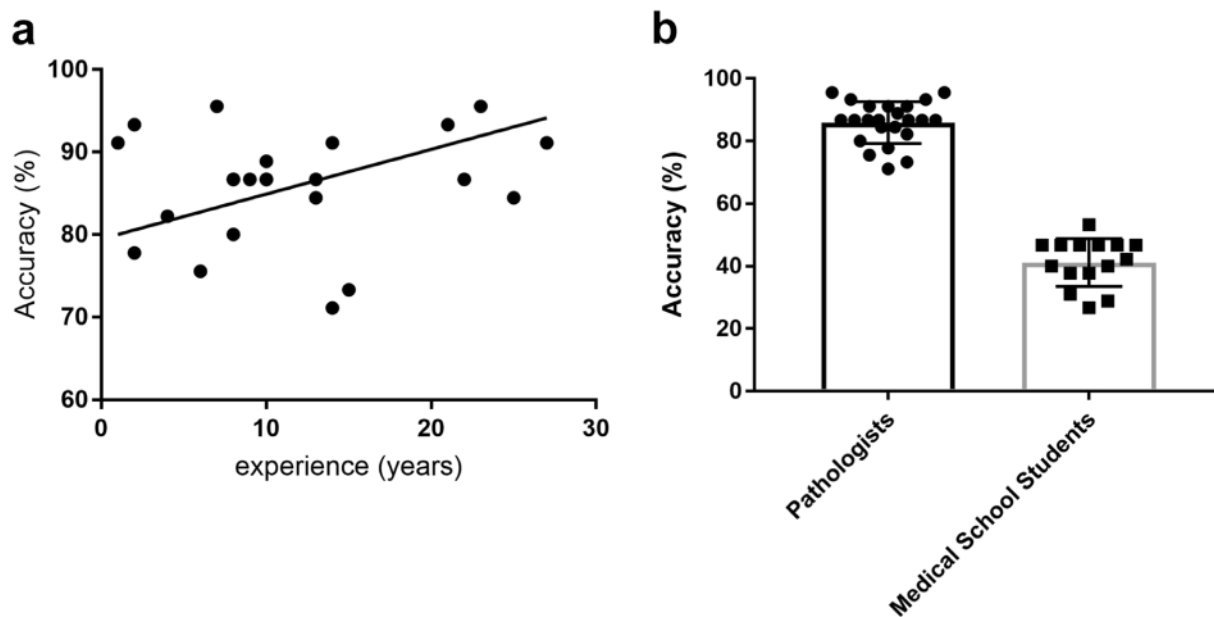 a
100
90
80
70
60
Accuracy (%)
0
10
20
30
experience (years)
b
100
80
60
40
20
0
Accuracy (%)
Pathologists
Medical School Students